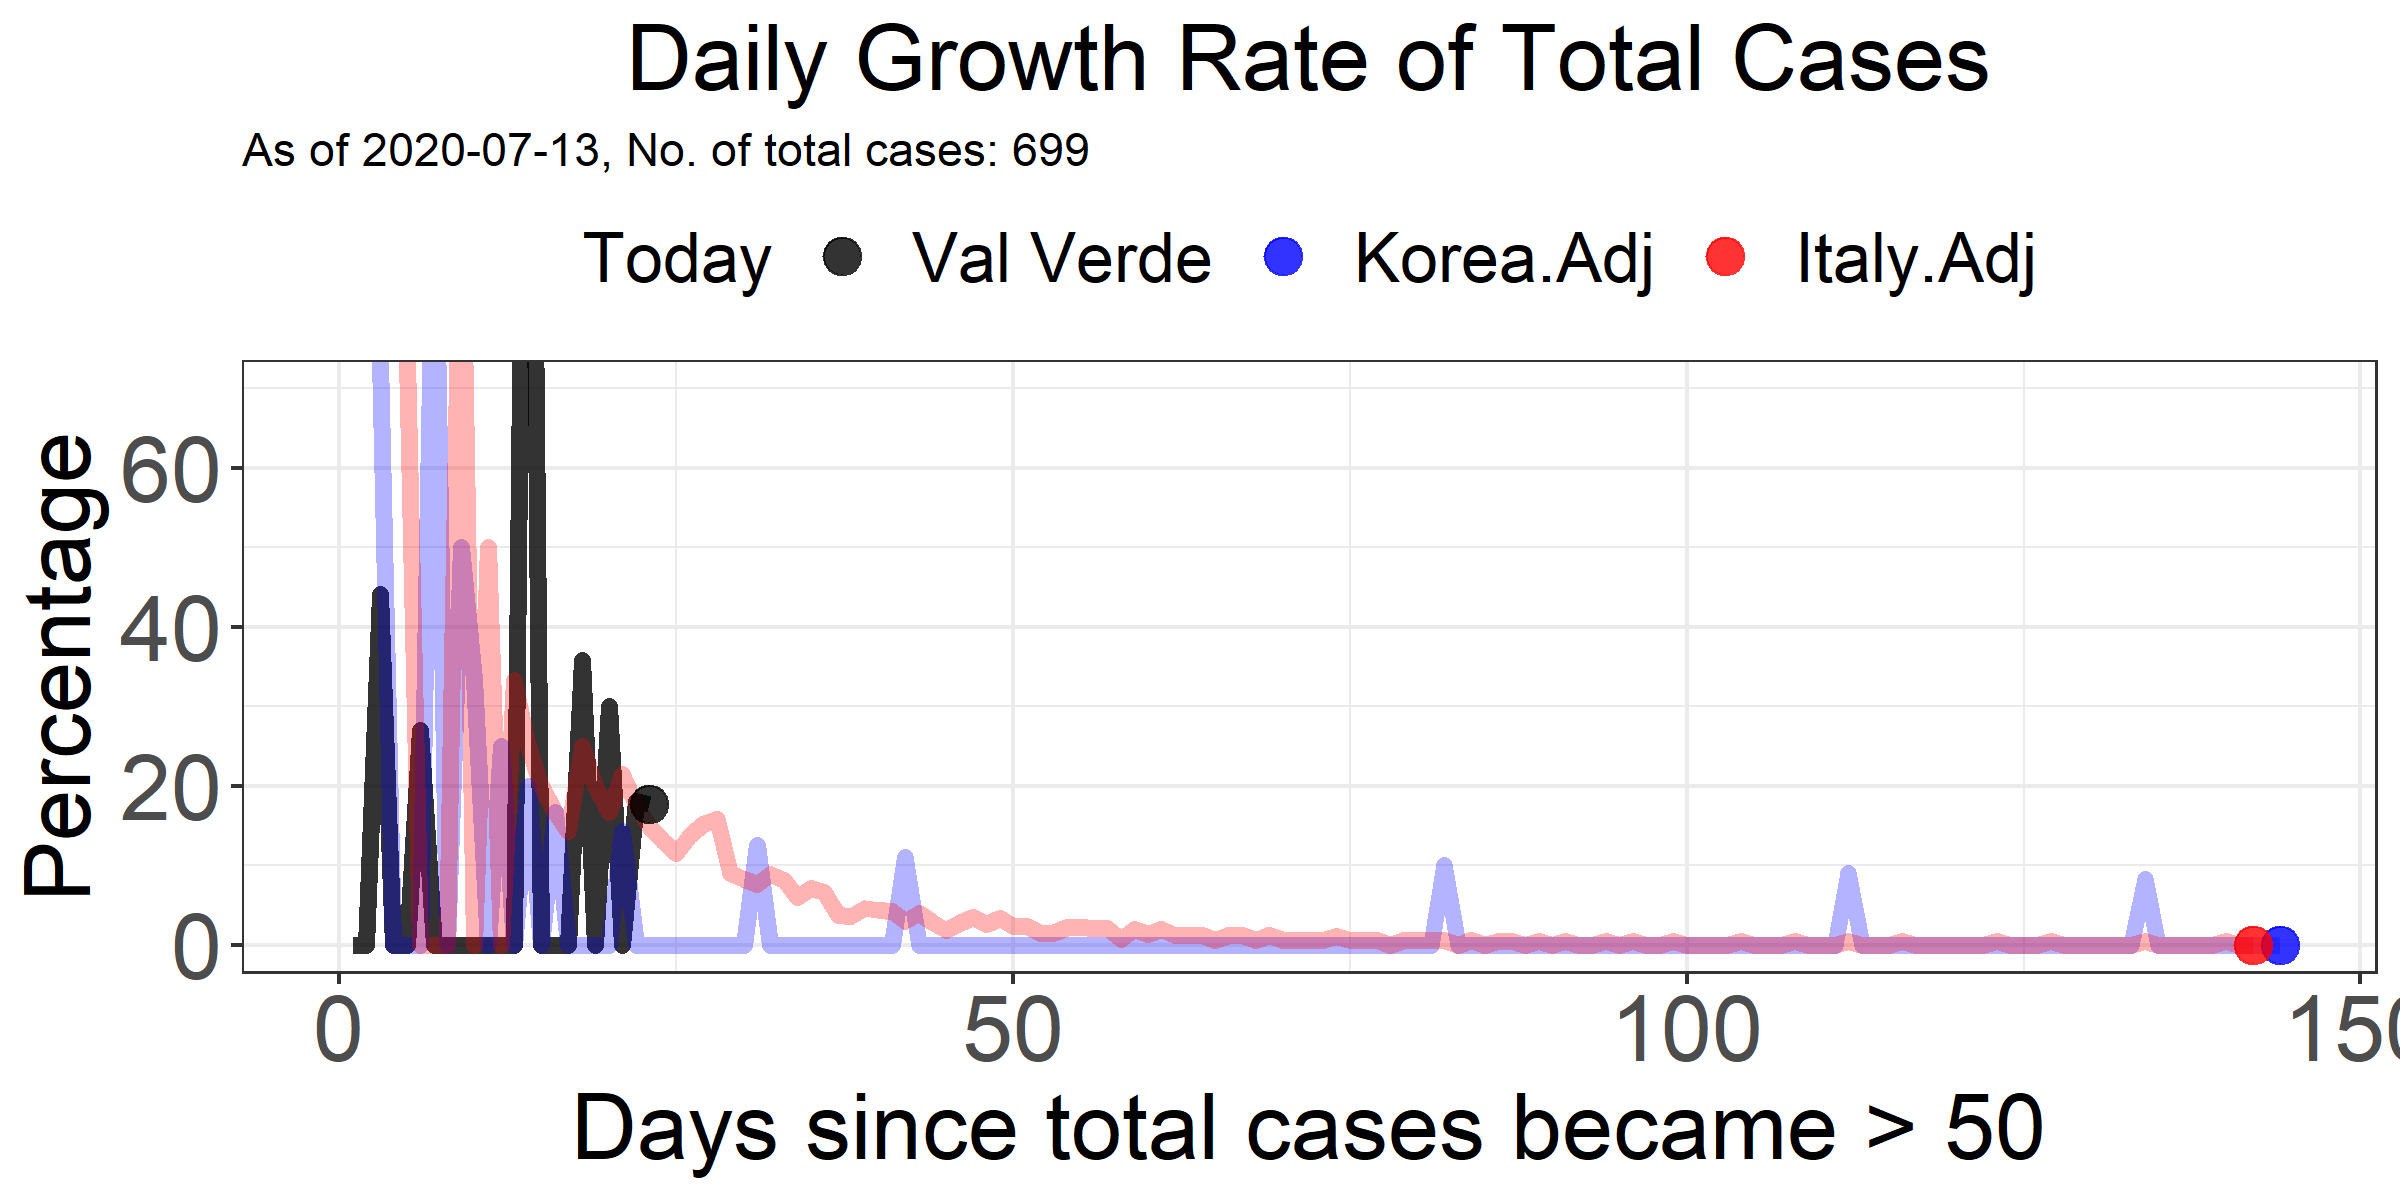 Daily Growth Rate of Total Cases
As of 2020-07-13, No. of total cases: 699
Today Val Verde Korea.Adj Italy.Adj
Percentage
60
40
20
0
0 50 100 150
Days since total cases became > 50